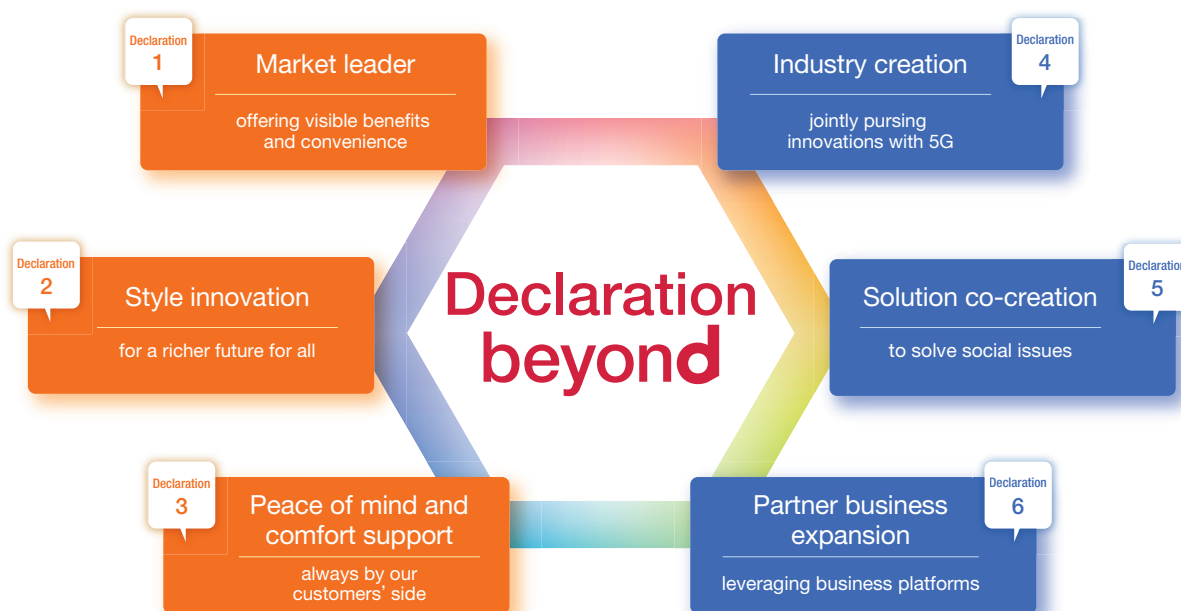 Declaration
1
Market leader
offering visible benefits
and convenience
Declaration
2
Style innovation
for a richer future for all
Declaration
3
Peace of mind and
comfort support
always by our
customers’ side
Declaration
beyond
Declaration
4
Industry creation
jointly pursing
innovations with 5G
Declaration
5
Solution co-creation
to solve social issues
Declaration
6
Partner business
expansion
leveraging business platforms